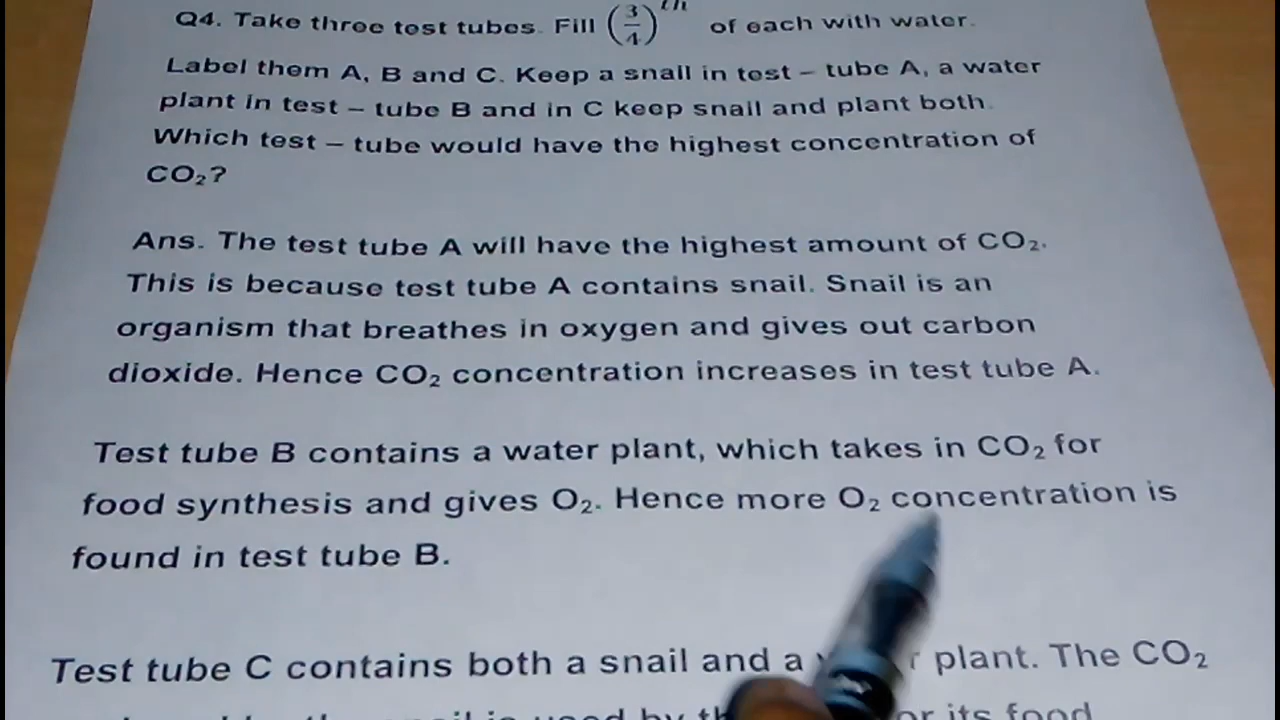 Q4. Take three test tubes. Fill (3/4)th of each with water.
Label them A, B and C. Keep a snail in test – tube A, a water
plant in test – tube B and in C keep snail and plant both.
Which test – tube would have the highest concentration of
CO₂?
Ans. The test tube A will have the highest amount of CO₂.
This is because test tube A contains snail. Snail is an
organism that breathes in oxygen and gives out carbon
dioxide. Hence CO₂ concentration increases in test tube A.
Test tube B contains a water plant, which takes in CO₂ for
food synthesis and gives O₂. Hence more O₂ concentration is
found in test tube B.
Test tube C contains both a snail and a plant. The CO₂
snail is used by its food